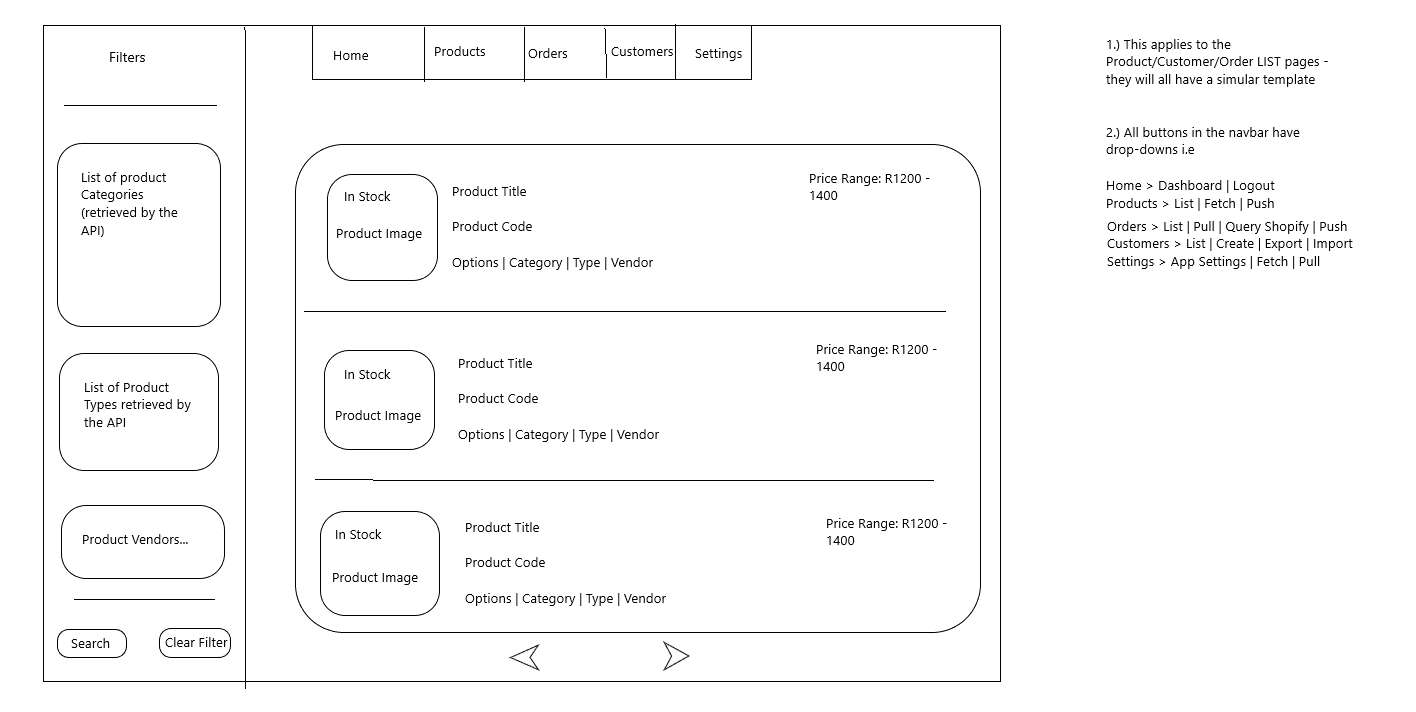 Filters
Home
Products
Orders
Customers
Settings
List of product
Categories
(retrieved by the
API)
List of Product
Types retrieved by
the API
Product Vendors...
Search
Clear Filter
In Stock
Product Image
Product Title
Product Code
Options | Category | Type | Vendor
Price Range: R1200 -
1400
In Stock
Product Image
Product Title
Product Code
Options | Category | Type | Vendor
Price Range: R1200 -
1400
In Stock
Product Image
Product Title
Product Code
Options | Category | Type | Vendor
Price Range: R1200 -
1400
1.) This applies to the
Product/Customer/Order LIST pages -
they will all have a simular template
2.) All buttons in the navbar have
drop-downs i.e
Home > Dashboard | Logout
Products > List | Fetch | Push
Orders > List | Pull | Query Shopify | Push
Customers > List | Create | Export | Import
Settings > App Settings | Fetch | Pull